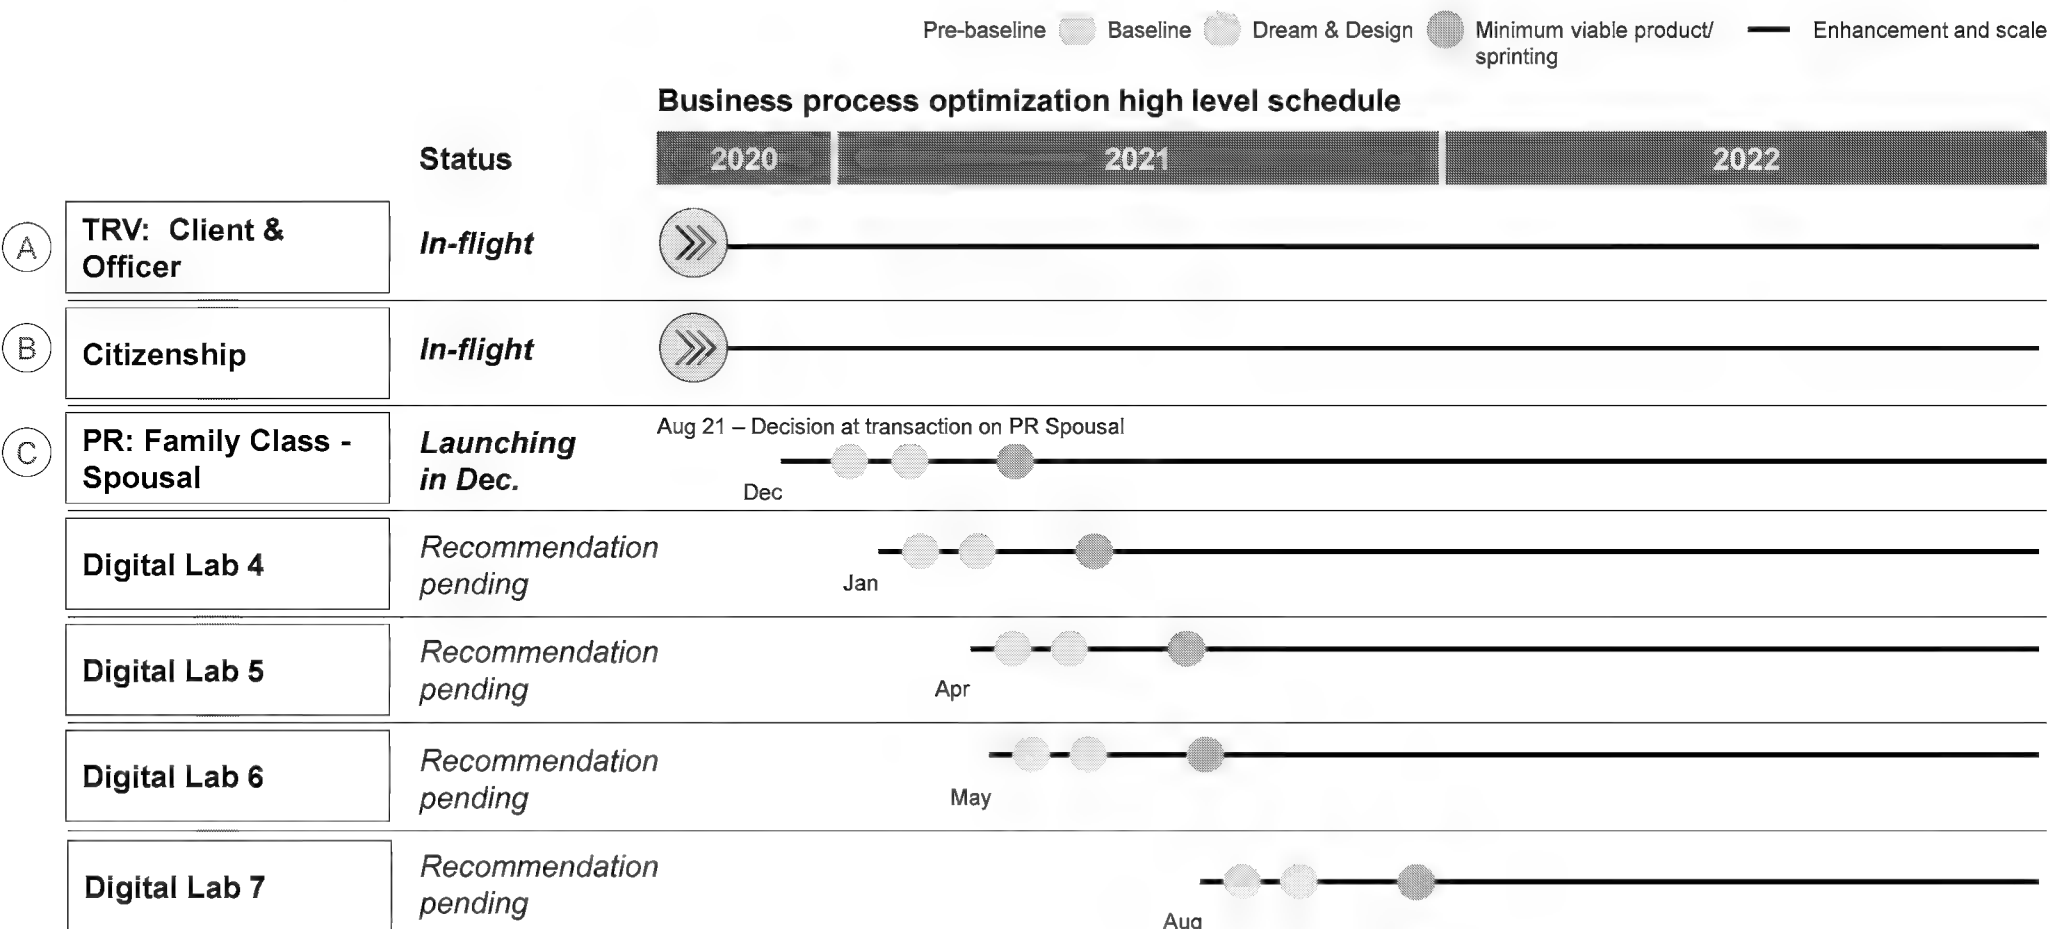 Pre-baseline Baseline Dream & Design Minimum viable product/ Enhancement and scale
sprinting
Business process optimization high level schedule
Status 2020 2021 2022
A TRV: Client &
Officer
In-flight
B Citizenship In-flight
C PR: Family Class -
Spousal
Launching
in Dec.
Aug 21 – Decision at transaction on PR Spousal
Dec
Digital Lab 4
Recommendation
pending
Jan
Digital Lab 5
Recommendation
pending
Apr
Digital Lab 6
Recommendation
pending
May
Digital Lab 7
Recommendation
pending
Aug